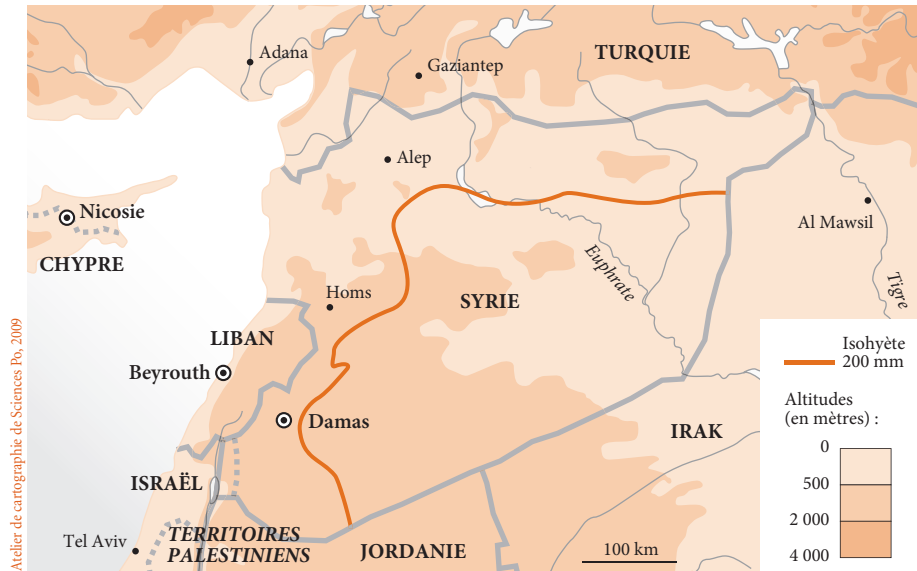 Adana
Gaziantep
TURQUIE
Alep
Nicosie
CHYPRE
Al Mawsil
Euphrate
Tigre
Homs
SYRIE
LIBAN
Beyrouth
Damas
IRAK
ISRAËL
TERRITOIRES
PALESTINIENS
Tel Aviv
JORDANIE
100 km
Isohyète
200 mm
Altitudes
(en mètres) :
0
500
2 000
4 000
Atelier de cartographie de Sciences Po, 2009